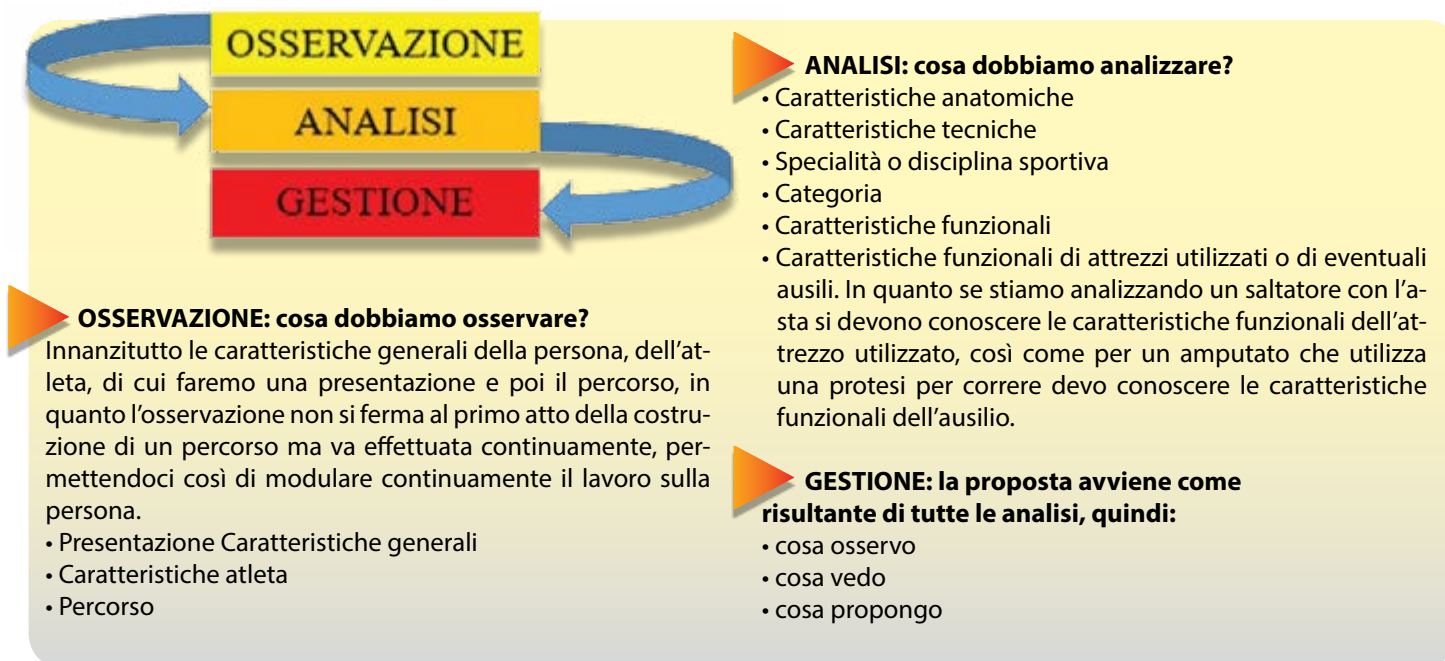 OSSERVAZIONE
ANALISI
GESTIONE
OSSERVAZIONE: cosa dobbiamo osservare?
Innanzitutto le caratteristiche generali della persona, dell'at-
leta, di cui faremo una presentazione e poi il percorso, in
quanto l'osservazione non si ferma al primo atto della costru-
zione di un percorso ma va effettuata continuamente, per-
mettendoci così di modulare continuamente il lavoro sulla
persona.
• Presentazione Caratteristiche generali
• Caratteristiche atleta
• Percorso
ANALISI: cosa dobbiamo analizzare?
• Caratteristiche anatomiche
• Caratteristiche tecniche
• Specialità o disciplina sportiva
• Categoria
• Caratteristiche funzionali
• Caratteristiche funzionali di attrezzi utilizzati o di eventuali
ausili. In quanto se stiamo analizzando un saltatore con l'a-
sta si devono conoscere le caratteristiche funzionali dell'at-
trezzo utilizzato, così come per un amputato che utilizza
una protesi per correre devo conoscere le caratteristiche
funzionali dell'ausilio.
GESTIONE: la proposta avviene come
risultante di tutte le analisi, quindi:
• cosa osservo
• cosa vedo
• cosa propongo